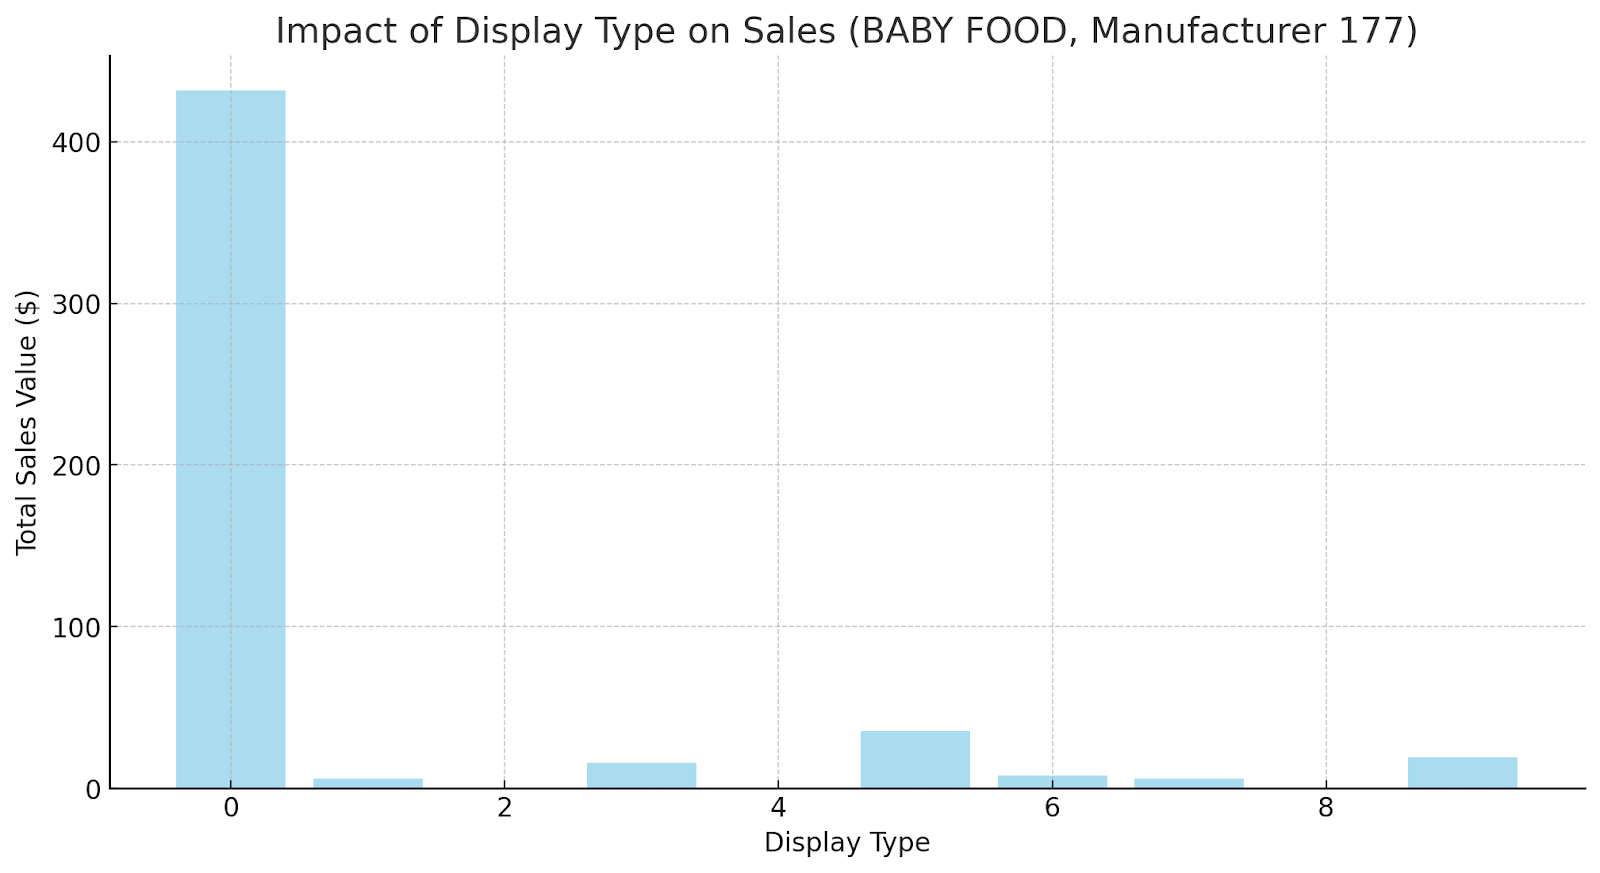 Impact of Display Type on Sales (BABY FOOD, Manufacturer 177)
Total Sales Value ($)
400
300
200
100
0
0 2 4 6 8
Display Type